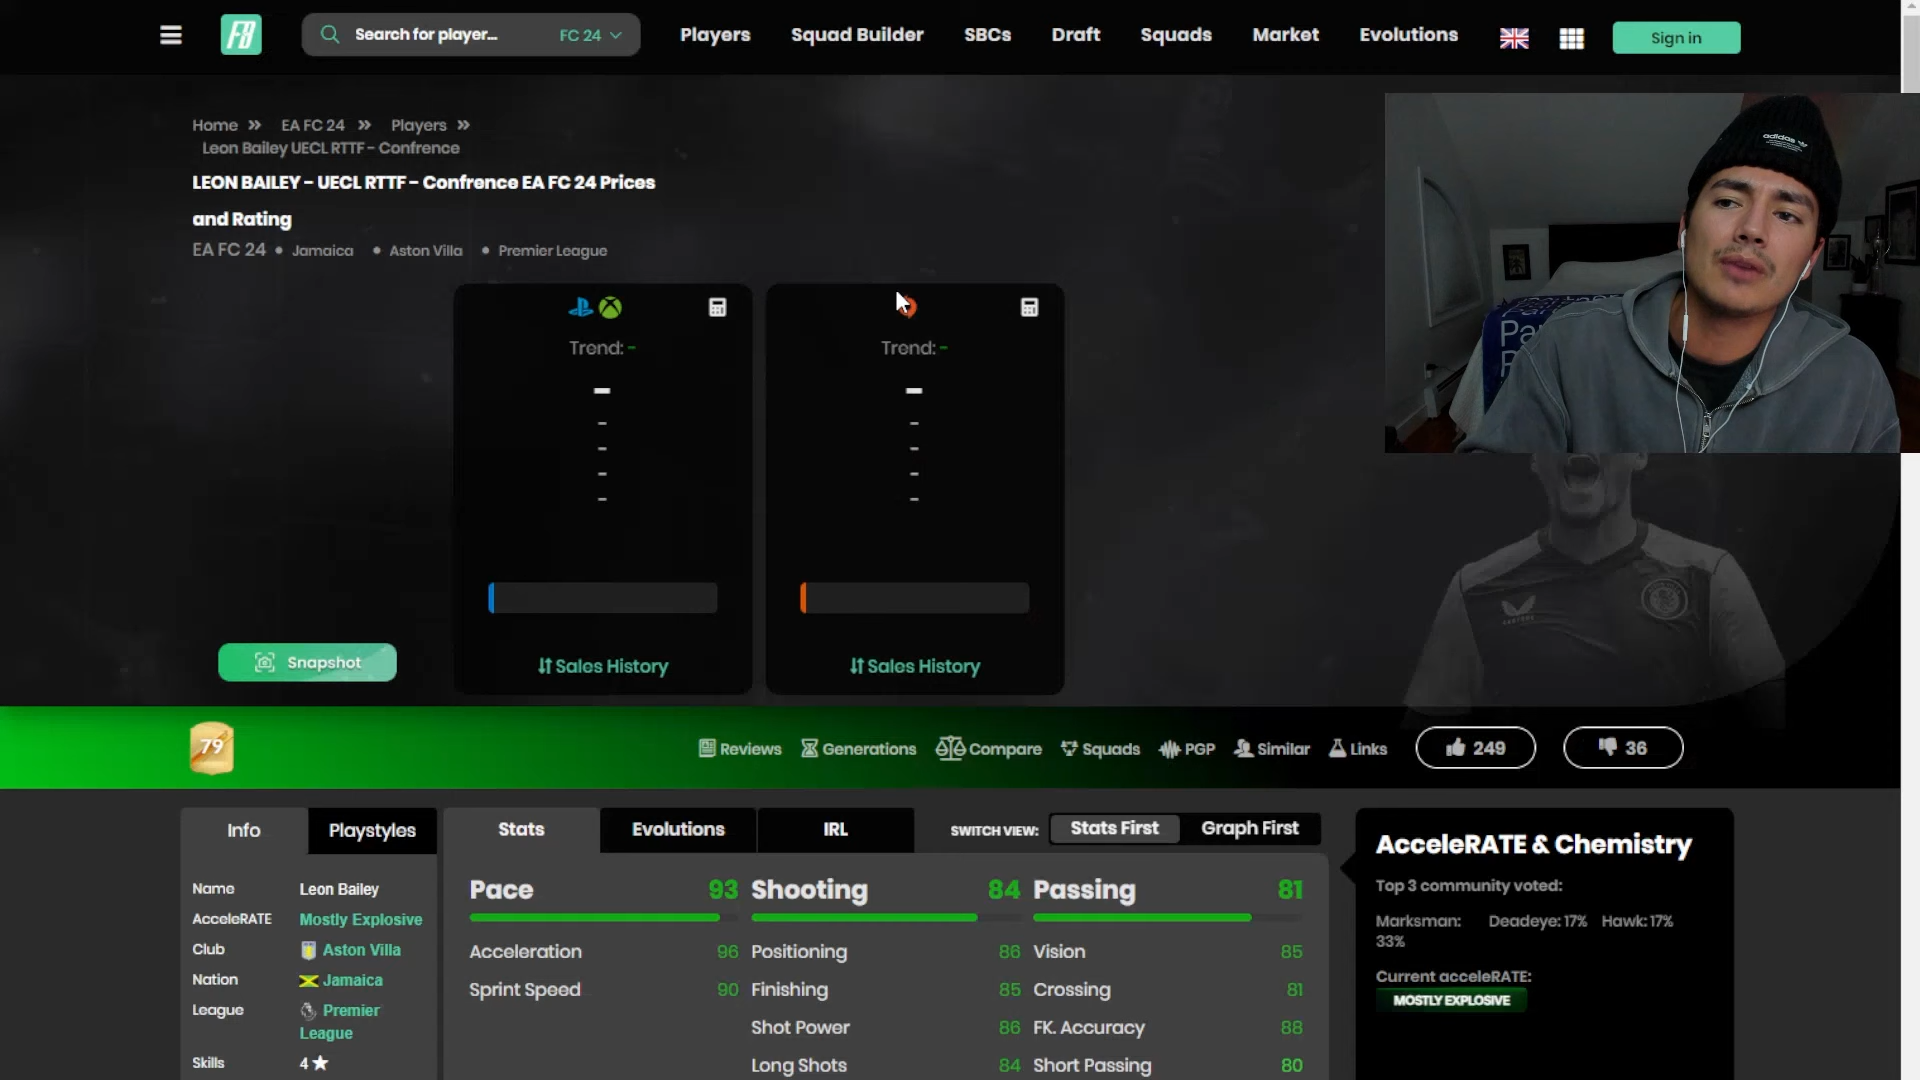 FB
Search for player...
FC 24
Players
Squad Builder
SBCs
Draft
Squads
Market
Evolutions
Sign in
Home » EA FC 24 » Players »
Leon Bailey UECL RTTF - Confrence
LEON BAILEY - UECL RTTF - Confrence EA FC 24 Prices
and Rating
EA FC 24 • Jamaica • Aston Villa • Premier League
adidas
Trend: -
Trend: -
-
-
-
-
-
-
-
-
-
-
Sales History
Sales History
Snapshot
79
Reviews
Generations
Compare
Squads
PGP
Similar
Links
249
36
Info
Playstyles
Stats
Evolutions
IRL
SWITCH VIEW:
Stats First
Graph First
Name Leon Bailey
AcceleRATE Mostly Explosive
Club Aston Villa
Nation Jamaica
League Premier
League
Skills 4★
Pace 93
Acceleration 96
Sprint Speed 90
Shooting 84
Positioning 86
Finishing 85
Shot Power 86
Long Shots 84
Passing 81
Vision 85
Crossing 81
FK. Accuracy 88
Short Passing 80
AcceleRATE & Chemistry
Top 3 community voted:
Marksman: Deadeye: 17% Hawk: 17%
33%
Current acceleRATE:
MOSTLY EXPLOSIVE